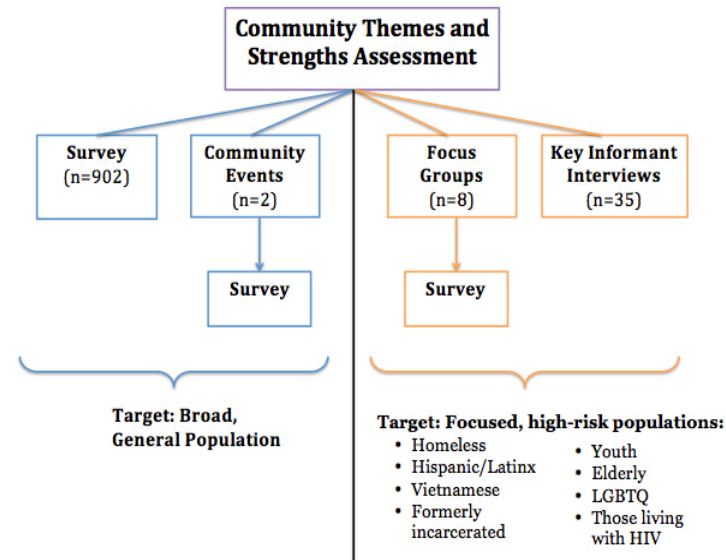 Community Themes and
Strengths Assessment
Survey
(n=902)
Community
Events
(n=2)
Focus
Groups
(n=8)
Key Informant
Interviews
(n=35)
Survey
Survey
Target: Broad,
General Population
Target: Focused, high-risk populations:
• Homeless
• Hispanic/Latinx
• Vietnamese
• Formerly
incarcerated
• Youth
• Elderly
• LGBTQ
• Those living
with HIV